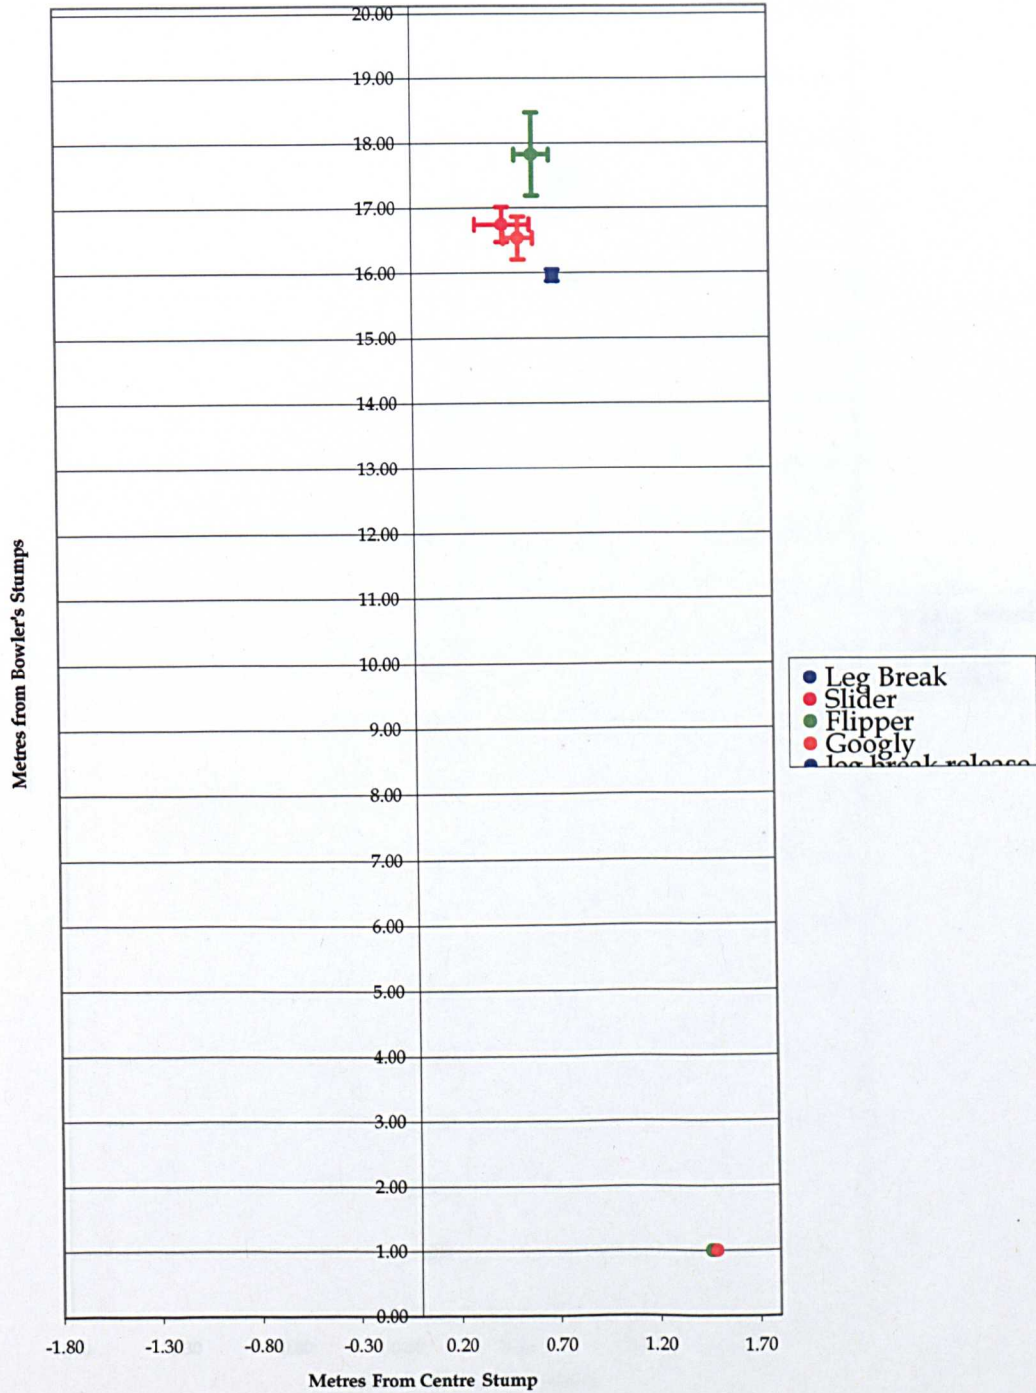 20.00
19.00
18.00
17.00
16.00
15.00
14.00
13.00
12.00
11.00
10.00
9.00
8.00
7.00
6.00
5.00
4.00
3.00
2.00
1.00
0.00
-1.80 -1.30 -0.80 -0.30 0.20 0.70 1.20 1.70
Metres From Centre Stump
Metres from Bowler's Stumps
Leg Break
Slider
Flipper
Googly
leg break release